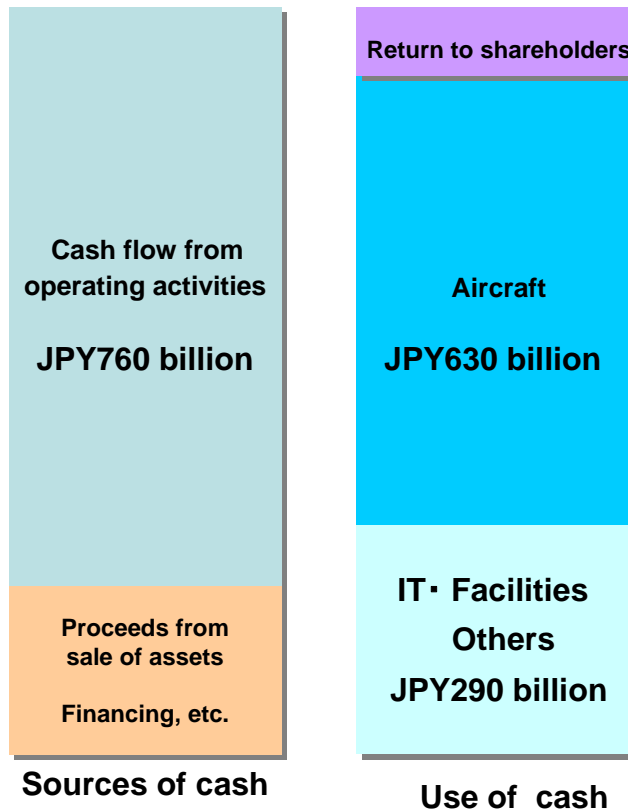 Cash flow from
operating activities
JPY760 billion
Proceeds from
sale of assets
Financing, etc.
Sources of cash
Return to shareholders
Aircraft
JPY630 billion
IT・ Facilities
Others
JPY290 billion
Use of cash